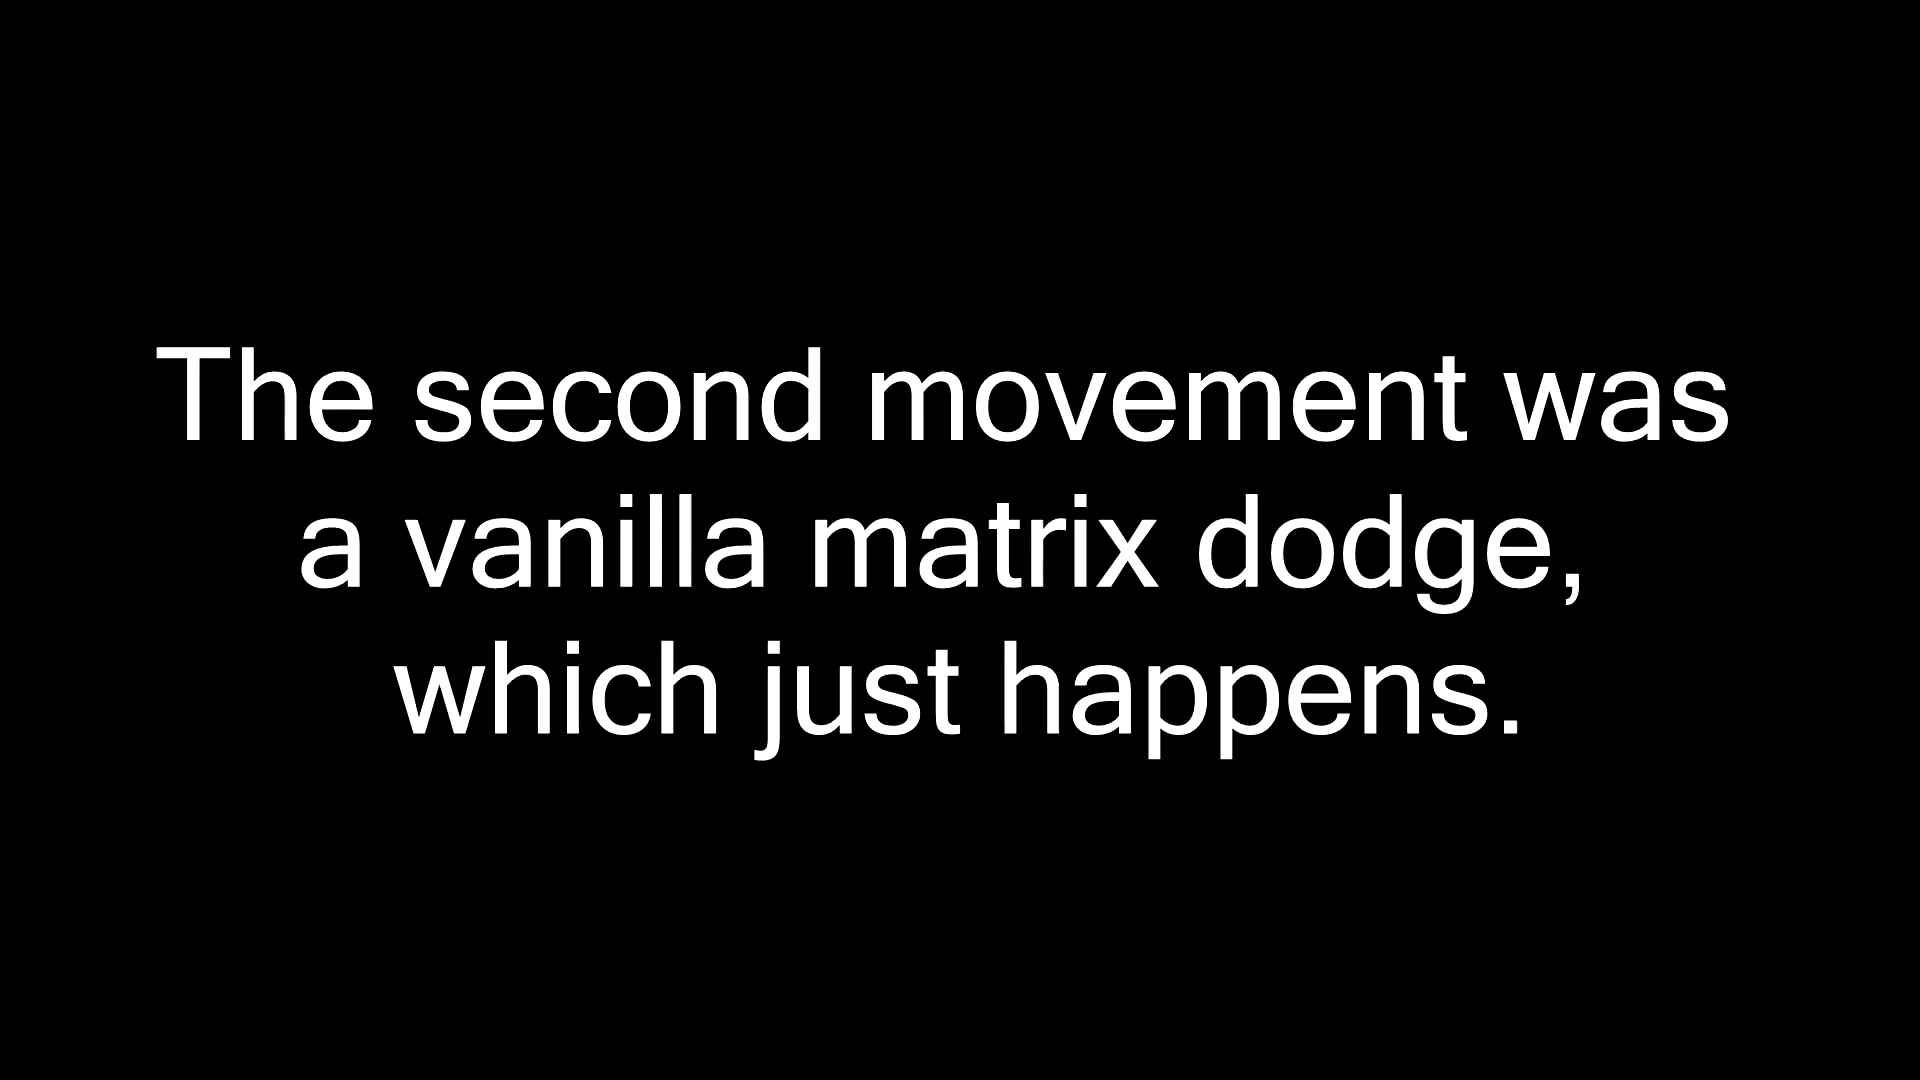 The second movement was
a vanilla matrix dodge,
which just happens.